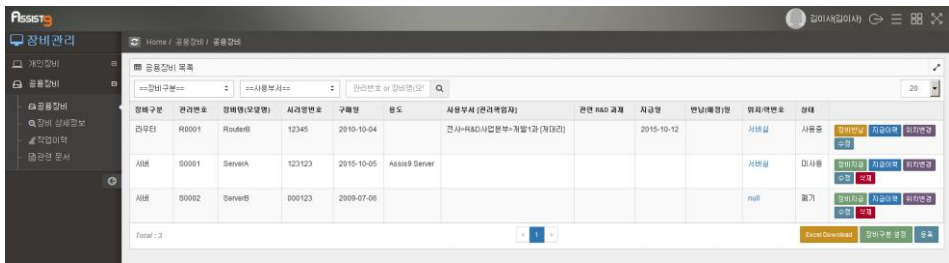 Assist9
김이사(김이사)
장비관리
Home / 공용장비 / 공용장비
개인장비
공용장비
공용장비
장비 상세정보
작업이력
관련 문서
공용장비 목록
==장비구분==
==사용부서==
관리번호 or 장비명(모
20
장비구분 관리번호 장비명(모델명) 시리얼번호 구매일 용도 사용부서 [관리책임자] 관련 R&D 과제 지급일 반납(예정)일 위치/랙번호 상태
라우터 R0001 RouterB 12345 2010-10-04 전사>R&D사업본부>개발1과 [개대리] 2015-10-12 서버실 사용중 장비반납 지급이력 위치변경
수정
서버 S0001 ServerA 123123 2015-10-05 Assis9 Server 서버실 미사용 장비지급 지급이력 위치변경
수정 삭제
서버 S0002 ServerB 000123 2009-07-06 null 폐기 장비지급 지급이력 위치변경
수정 삭제
Total : 3
1
Excel Download 장비구분 설정 등록